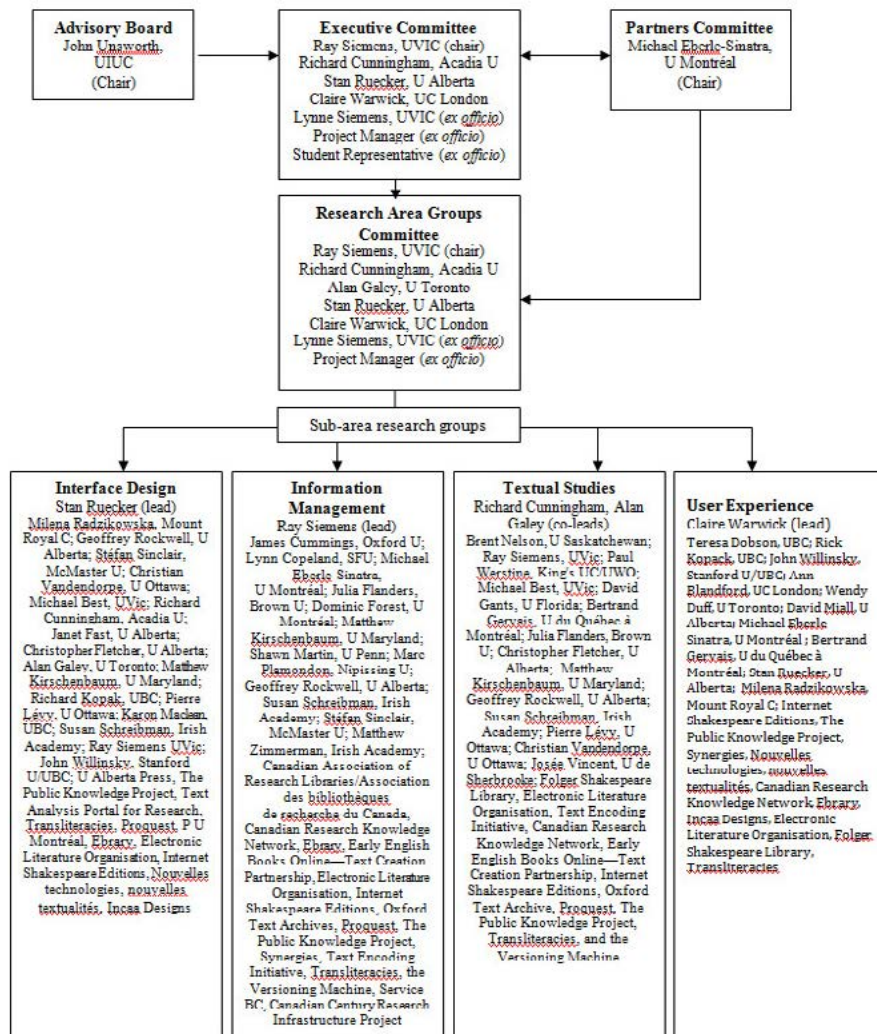 Advisory Board
John Unsworth,
UIUC
(Chair)
Executive Committee
Ray Siemens, UVIC (chair)
Richard Cunningham, Acadia U
Stan Ruecker, U Alberta
Claire Warwick, UC London
Lynne Siemens, UVIC (ex officio)
Project Manager (ex officio)
Student Representative (ex officio)
Partners Committee
Michael Eberle-Sinatra,
U Montréal
(Chair)
Research Area Groups
Committee
Ray Siemens, UVIC (chair)
Richard Cunningham, Acadia U
Alan Galey, U Toronto
Stan Ruecker, U Alberta
Claire Warwick, UC London
Lynne Siemens, UVIC (ex officio)
Project Manager (ex officio)
Sub-area research groups
Interface Design
Stan Ruecker (lead)
Milena Radzikowska, Mount
Royal C; Geoffrey Rockwell, U
Alberta; Stéfan Sinclair,
McMaster U; Christian
Vandendorpe, U Ottawa;
Michael Best, UVic; Richard
Cunningham, Acadia U;
Janet Fast, U Alberta;
Christopher Fletcher, U Alberta;
Alan Galey, U Toronto; Matthew
Kirschenbaum, U Maryland;
Richard Kopak, UBC; Pierre
Lévy, U Ottawa; Karon Maclean,
UBC; Susan Schreibman, Irish
Academy; Ray Siemens UVic;
John Willinsky, Stanford
U/UBC; U Alberta Press, The
Public Knowledge Project, Text
Analysis Portal for Research,
Transliteracies, Proquest, P U
Montréal, Ebrary, Electronic
Literature Organisation, Internet
Shakespeare Editions, Nouvelles
technologies, nouvelles
textualités, Incaa Designs
Information
Management
Ray Siemens (lead)
James Cummings, Oxford U;
Lynn Copeland, SFU; Michael
Eberle Sinatra,
U Montréal; Julia Flanders,
Brown U; Dominic Forest, U
Montréal; Matthew
Kirschenbaum, U Maryland;
Shawn Martin, U Penn; Marc
Plamondon, Nipissing U;
Geoffrey Rockwell, U Alberta;
Susan Schreibman, Irish
Academy; Stéfan Sinclair,
McMaster U; Matthew
Zimmerman, Irish Academy;
Canadian Association of
Research Libraries/Association
des bibliothèques
de recherche du Canada,
Canadian Research Knowledge
Network, Ebrary, Early English
Books Online—Text Creation
Partnership, Electronic Literature
Organisation, Internet
Shakespeare Editions, Oxford
Text Archives, Proquest, The
Public Knowledge Project,
Synergies, Text Encoding
Initiative, Transliteracies, the
Versioning Machine, Service
BC, Canadian Century Research
Infrastructure Project
Textual Studies
Richard Cunningham, Alan
Galey (co-leads)
Brent Nelson, U Saskatchewan;
Ray Siemens, UVic; Paul
Werstine, King's UC/UWO;
Michael Best, UVic; David
Gants, U Florida; Bertrand
Gervais, U du Québec à
Montréal; Julia Flanders, Brown
U; Christopher Fletcher, U
Alberta; Matthew
Kirschenbaum, U Maryland;
Geoffrey Rockwell, U Alberta;
Susan Schreibman, Irish
Academy; Pierre Lévy, U
Ottawa; Christian Vandendorpe,
U Ottawa; Josée Vincent, U de
Sherbrooke; Folger Shakespeare
Library, Electronic Literature
Organisation, Text Encoding
Initiative, Canadian Research
Knowledge Network, Early
English Books Online—Text
Creation Partnership, Internet
Shakespeare Editions, Oxford
Text Archive, Proquest, The
Public Knowledge Project,
Transliteracies, and the
Versioning Machine
User Experience
Claire Warwick (lead)
Teresa Dobson, UBC; Rick
Kopack, UBC; John Willinsky,
Stanford U/UBC; Ann
Blandford, UC London; Wendy
Duff, U Toronto; David Miall, U
Alberta; Michael Eberle
Sinatra, U Montréal ; Bertrand
Gervais, U du Québec à
Montréal; Stan Ruecker, U
Alberta; Milena Radzikowska,
Mount Royal C; Internet
Shakespeare Editions, The
Public Knowledge Project,
Synergies, Nouvelles
technologies, nouvelles
textualités, Canadian Research
Knowledge Network, Ebrary,
Incaa Designs, Electronic
Literature Organisation, Folger
Shakespeare Library,
Transliteracies